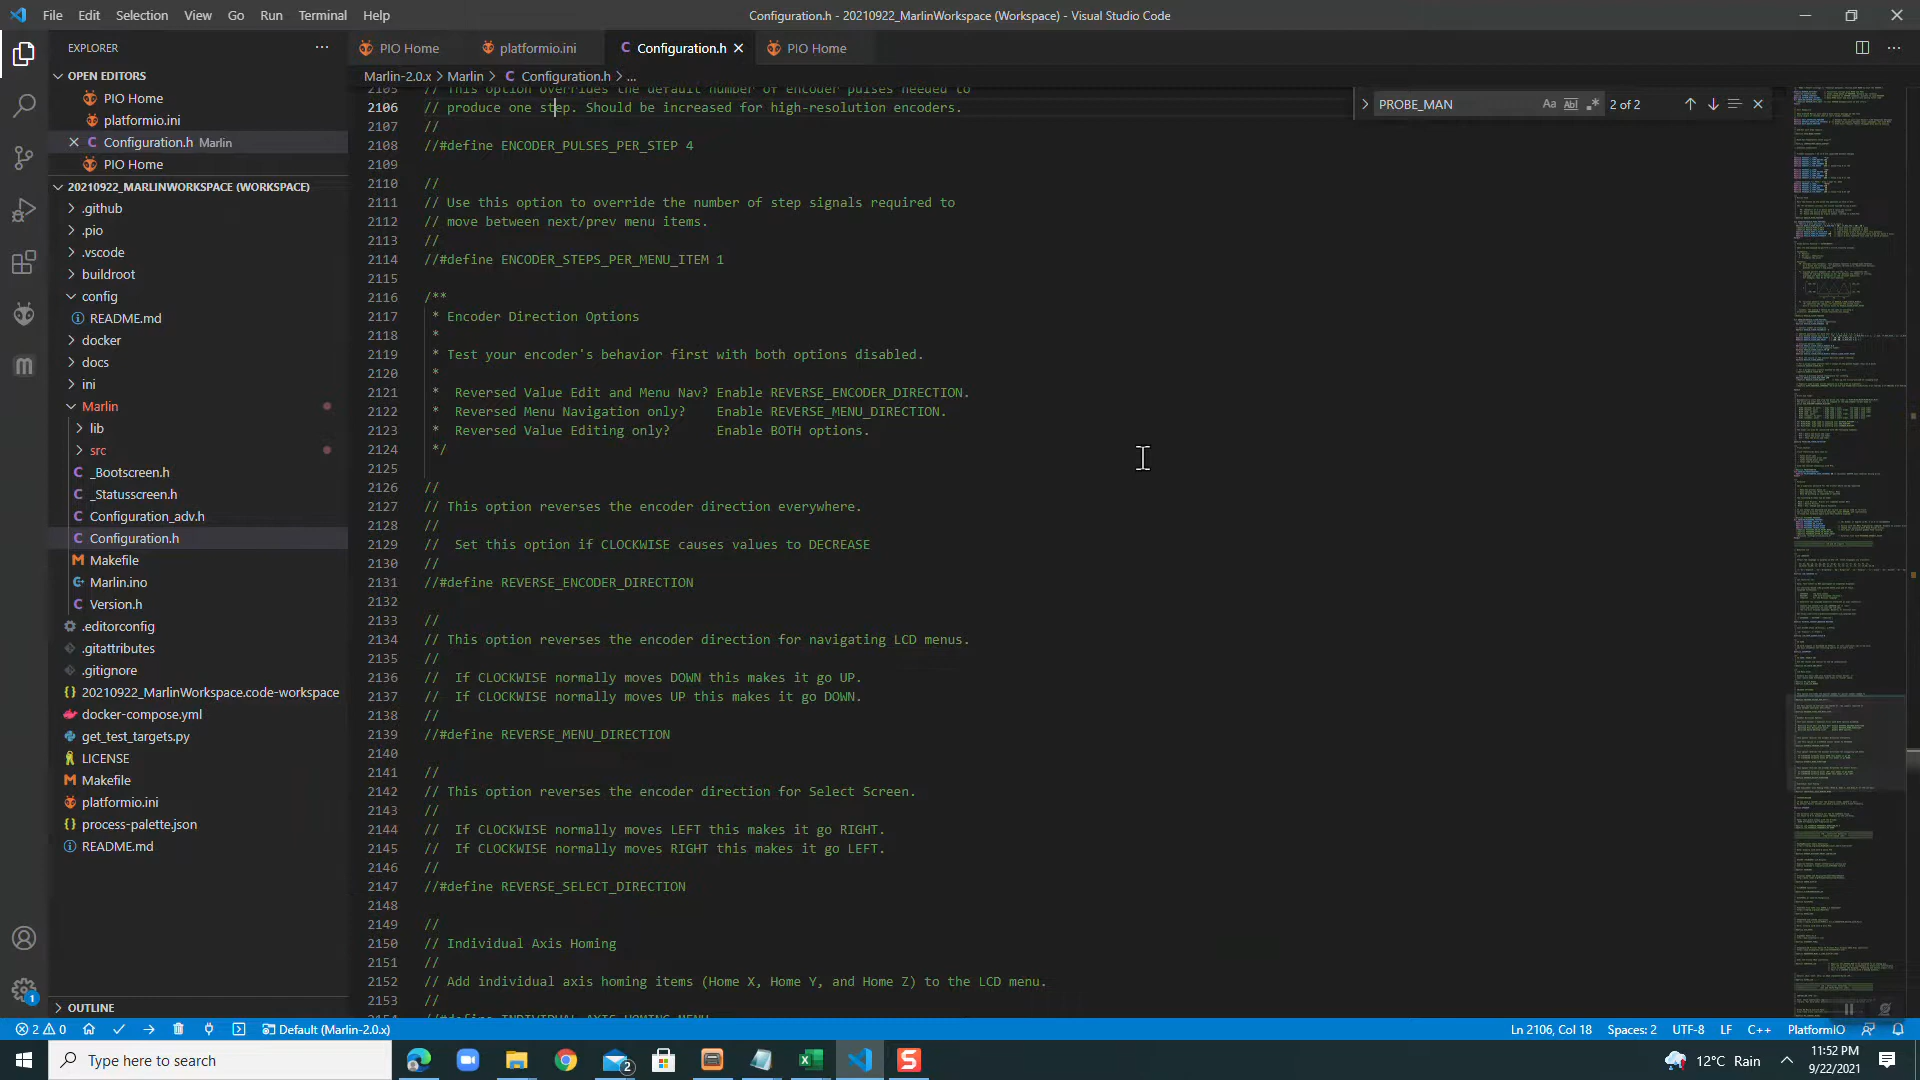 File Edit Selection View Go Run Terminal Help
Configuration.h - 20210922_MarlinWorkspace (Workspace) - Visual Studio Code
EXPLORER
OPEN EDITORS
PIO Home
platformio.ini
Configuration.h Marlin
PIO Home
20210922_MARLINWORKSPACE (WORKSPACE)
.github
.pio
.vscode
buildroot
config
README.md
docker
docs
ini
Marlin
lib
src
_Bootscreen.h
_Statusscreen.h
Configuration_adv.h
Configuration.h
Makefile
Marlin.ino
Version.h
.editorconfig
.gitattributes
.gitignore
20210922_MarlinWorkspace.code-workspace
docker-compose.yml
get_test_targets.py
LICENSE
Makefile
platformio.ini
process-palette.json
README.md
OUTLINE
PIO Home platformio.ini Configuration.h PIO Home
Marlin-2.0.x > Marlin > C Configuration.h > ...
PROBE_MAN Aa Abl .* 2 of 2
2105 // This option overrides the default number of encoder pulses needed to
2106 // produce one step. Should be increased for high-resolution encoders.
2107 //
2108 //#define ENCODER_PULSES_PER_STEP 4
2109
2110 //
2111 // Use this option to override the number of step signals required to
2112 // move between next/prev menu items.
2113 //
2114 //#define ENCODER_STEPS_PER_MENU_ITEM 1
2115
2116 /**
2117 * Encoder Direction Options
2118 *
2119 * Test your encoder's behavior first with both options disabled.
2120 *
2121 * Reversed Value Edit and Menu Nav? Enable REVERSE_ENCODER_DIRECTION.
2122 * Reversed Menu Navigation only? Enable REVERSE_MENU_DIRECTION.
2123 * Reversed Value Editing only? Enable BOTH options.
2124 */
2125
2126 //
2127 // This option reverses the encoder direction everywhere.
2128 //
2129 // Set this option if CLOCKWISE causes values to DECREASE
2130 //
2131 //#define REVERSE_ENCODER_DIRECTION
2132
2133 //
2134 // This option reverses the encoder direction for navigating LCD menus.
2135 //
2136 // If CLOCKWISE normally moves DOWN this makes it go UP.
2137 // If CLOCKWISE normally moves UP this makes it go DOWN.
2138 //
2139 //#define REVERSE_MENU_DIRECTION
2140
2141 //
2142 // This option reverses the encoder direction for Select Screen.
2143 //
2144 // If CLOCKWISE normally moves LEFT this makes it go RIGHT.
2145 // If CLOCKWISE normally moves RIGHT this makes it go LEFT.
2146 //
2147 //#define REVERSE_SELECT_DIRECTION
2148
2149 //
2150 // Individual Axis Homing
2151 //
2152 // Add individual axis homing items (Home X, Home Y, and Home Z) to the LCD menu.
2153 //
2154 //#define INDIVIDUAL_AXIS_HOMING_MENU
2 0 Default (Marlin-2.0.x)
Ln 2106, Col 18 Spaces: 2 UTF-8 LF C++ PlatformIO
Type here to search
2
12°C Rain
11:52 PM
9/22/2021